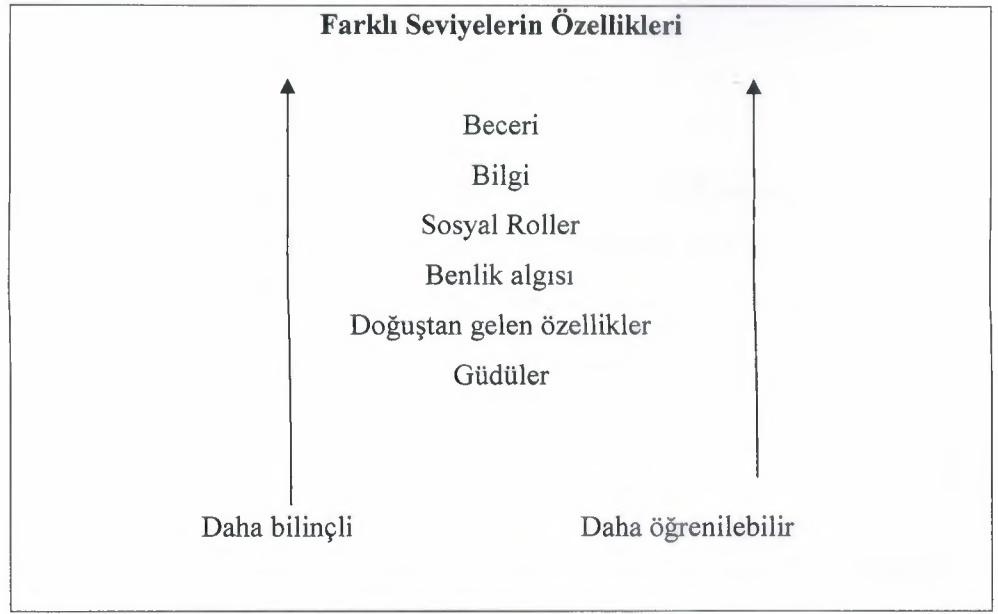 Farklı Seviyelerin Özellikleri
Beceri
Bilgi
Sosyal Roller
Benlik algısı
Doğuştan gelen özellikler
Güdüler
Daha bilinçli Daha öğrenilebilir